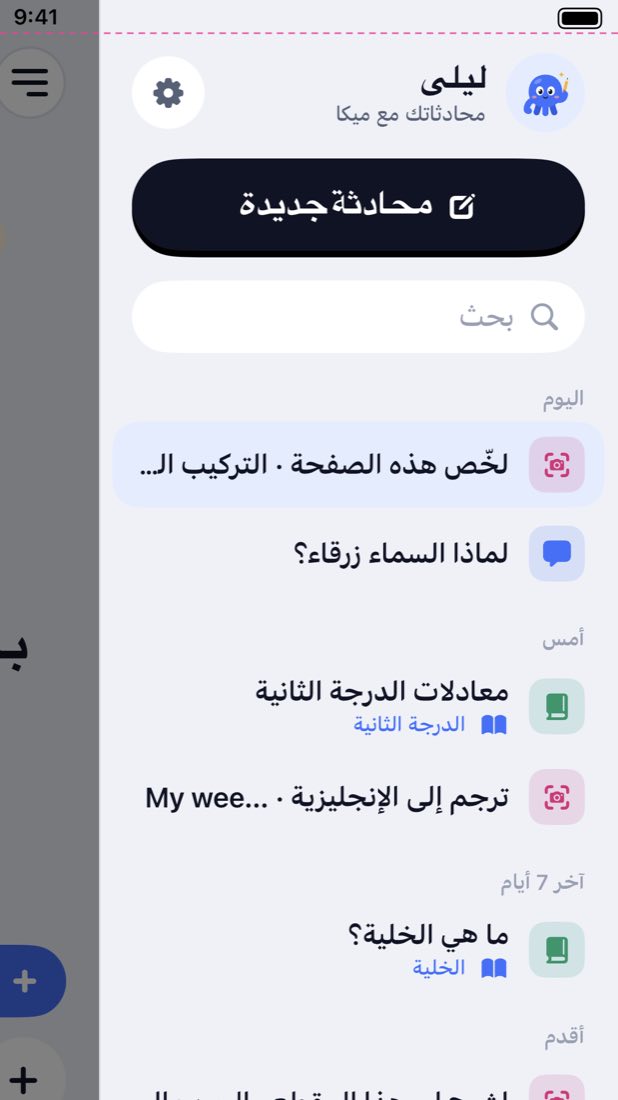 9:41
ليلى
محادثاتك مع ميكا
محادثة جديدة
بحث
اليوم
لخّص هذه الصفحة · التركيب الـ...
لماذا السماء زرقاء؟
أمس
معادلات الدرجة الثانية
الدرجة الثانية
ترجم إلى الإنجليزية · My wee...
آخر 7 أيام
ما هي الخلية؟
الخلية
أقدم